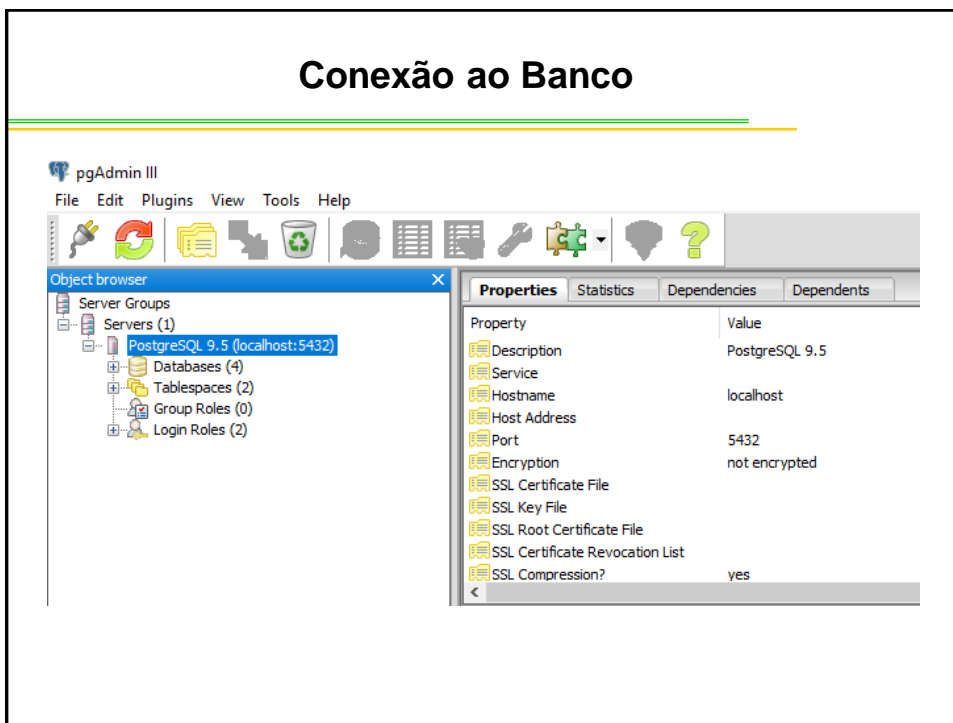 Conexão ao Banco
pgAdmin III
File Edit Plugins View Tools Help
Object browser X
Server Groups
Servers (1)
PostgreSQL 9.5 (localhost:5432)
Databases (4)
Tablespaces (2)
Group Roles (0)
Login Roles (2)
Properties Statistics Dependencies Dependents
Property Value
Description PostgreSQL 9.5
Service
Hostname localhost
Host Address
Port 5432
Encryption not encrypted
SSL Certificate File
SSL Key File
SSL Root Certificate File
SSL Certificate Revocation List
SSL Compression? yes